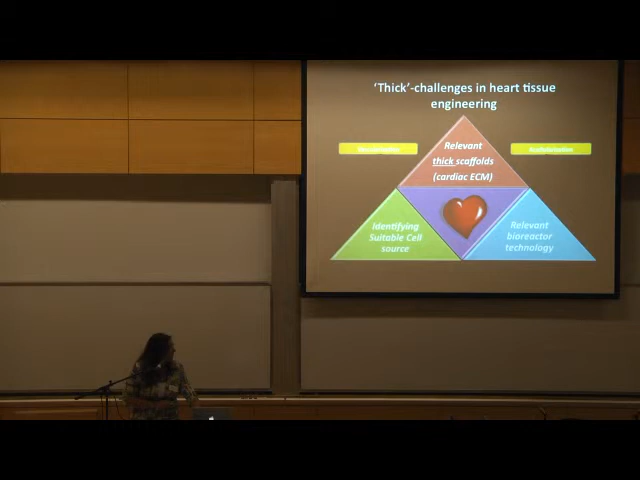 'Thick'-challenges in heart tissue
engineering
Relevant
thick scaffolds
(cardiac ECM)
Identifying
Suitable Cell
source
Relevant
bioreactor
technology